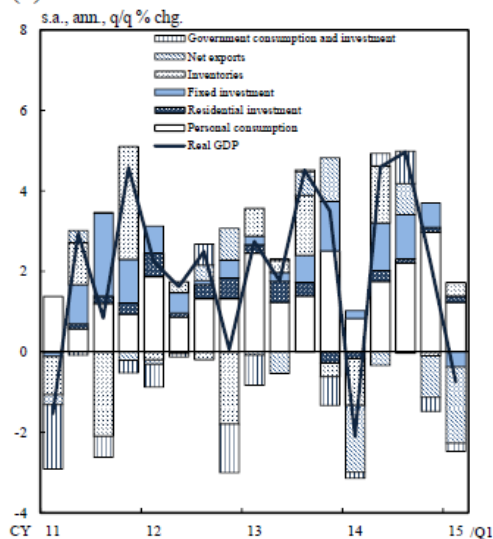 s.a., ann., q/q % chg.
8
Government consumption and investment
Net exports
Inventories
Fixed investment
Residential investment
Personal consumption
Real GDP
6
4
2
0
-2
-4
CY 11 12 13 14 15 /Q1